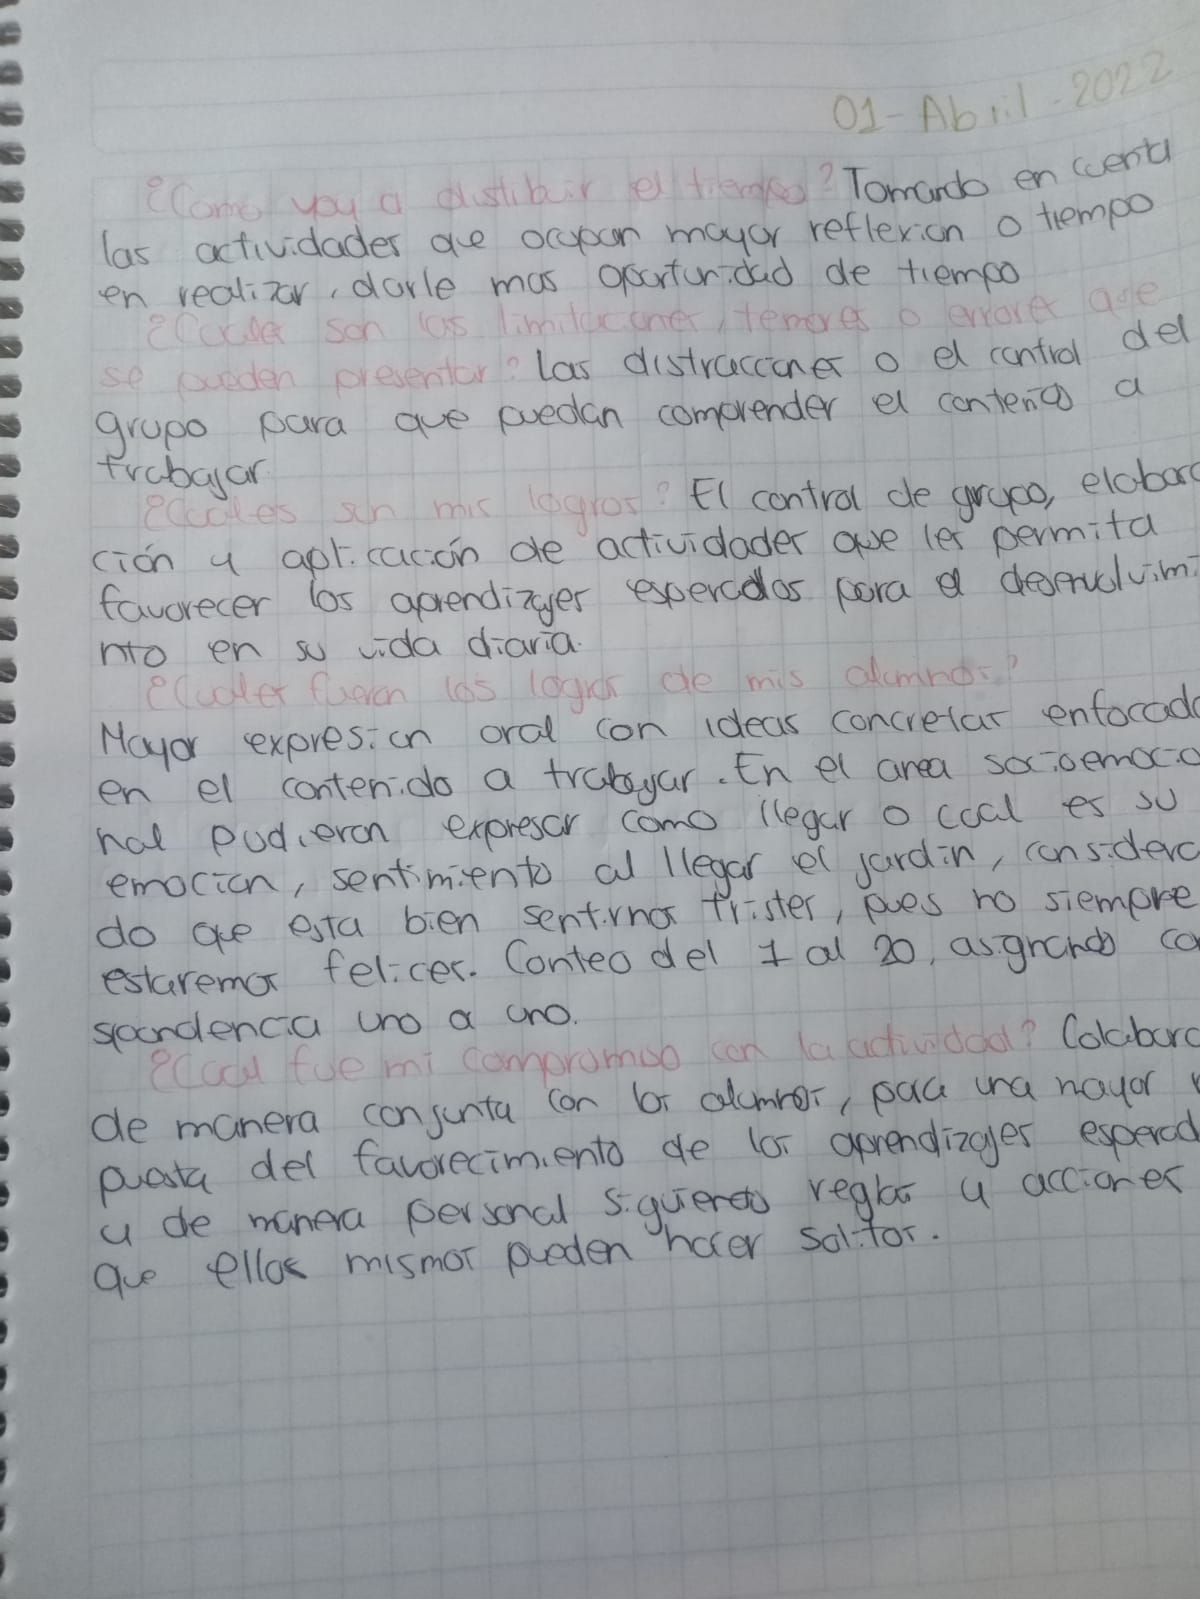 01-Abril-2022
¿Como voy a distibuir el tiempo? Tomando en cuenta
las actividades que ocupan mayor reflexion o tiempo
en realizar, darle mas oportunidad de tiempo
¿Cuales son las limitaciones, temores o errores que
se pueden presentar? Las distracciones o el control del
grupo para que puedan comprender el contenido a
trabajar
¿Cuales son mis logros? El control de grupo, elabora
ción y aplicación de actividades que les permita
favorecer los aprendizajes esperados para el desenvolvimi
nto en su vida diaria.
¿Cuales fueron los logros de mis alumnos?
Mayor expresion oral con ideas concretas enfocado
en el contenido a trabajar. En el area socioemocio
nal pudieron expresar como llegar o cual es su
emocion, sentimiento al llegar el jardin, considera
do que esta bien sentirnos tristes, pues no siempre
estaremos felices. Conteo del 1 al 20, asignando co
spondencia uno a uno.
¿Cual fue mi compromiso con la actividad? Colabora
de manera conjunta con los alumnos, para una mayor
puesta del favorecimiento de los aprendizajes esperad
y de manera personal siguiendo reglas y acciones
que ellos mismos pueden hacer solitos.